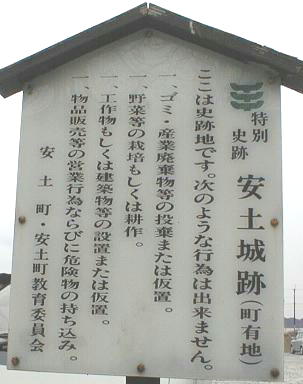 特別
史跡
安土城跡(町有地)
ここは史跡地です。次のような行為は出来ません。
一、ゴミ・産業廃棄物等の投棄または仮置。
一、野菜等の栽培もしくは耕作。
一、工作物もしくは建築物等の設置または仮置。
一、物品販売等の営業行為ならびに危険物の持ち込み。
安土町・安土町教育委員会